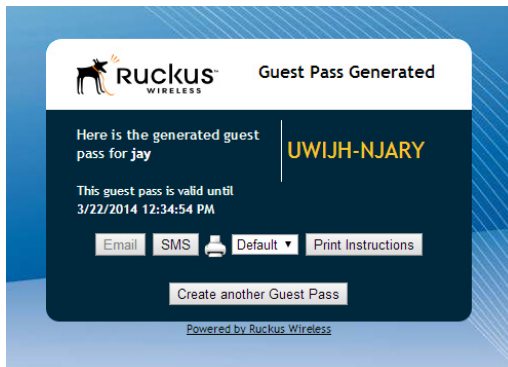 Ruckus™
WIRELESS
Guest Pass Generated
Here is the generated guest
pass for jay
UWIJH-NJARY
This guest pass is valid until
3/22/2014 12:34:54 PM
Email SMS Default Print Instructions
Create another Guest Pass
Powered by Ruckus Wireless